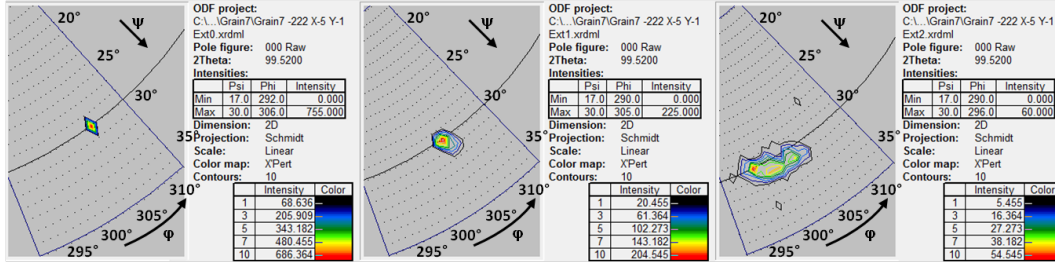 20°
Ψ
25°
30°
35°
310°
305°
300°
φ
295°
ODF project:
C:\...\Grain7\Grain7 -222 X-5 Y-1
Ext0.xrdml
Pole figure: 000 Raw
2Theta: 99.5200
Intensities:
Psi Phi Intensity
Min 17.0 292.0 0.000
Max 30.0 306.0 755.000
Dimension: 2D
Projection: Schmidt
Scale: Linear
Color map: X'Pert
Contours: 10
Intensity Color
1 68.636
3 205.909
5 343.182
7 480.455
10 686.364
20°
Ψ
25°
30°
35°
310°
305°
300°
φ
295°
ODF project:
C:\...\Grain7\Grain7 -222 X-5 Y-1
Ext1.xrdml
Pole figure: 000 Raw
2Theta: 99.5200
Intensities:
Psi Phi Intensity
Min 17.0 290.0 0.000
Max 30.0 305.0 225.000
Dimension: 2D
Projection: Schmidt
Scale: Linear
Color map: X'Pert
Contours: 10
Intensity Color
1 20.455
3 61.364
5 102.273
7 143.182
10 204.545
20°
Ψ
25°
30°
35°
310°
305°
300°
φ
295°
ODF project:
C:\...\Grain7\Grain7 -222 X-5 Y-1
Ext2.xrdml
Pole figure: 000 Raw
2Theta: 99.5200
Intensities:
Psi Phi Intensity
Min 17.0 290.0 0.000
Max 30.0 296.0 60.000
Dimension: 2D
Projection: Schmidt
Scale: Linear
Color map: X'Pert
Contours: 10
Intensity Color
1 5.455
3 16.364
5 27.273
7 38.182
10 54.545